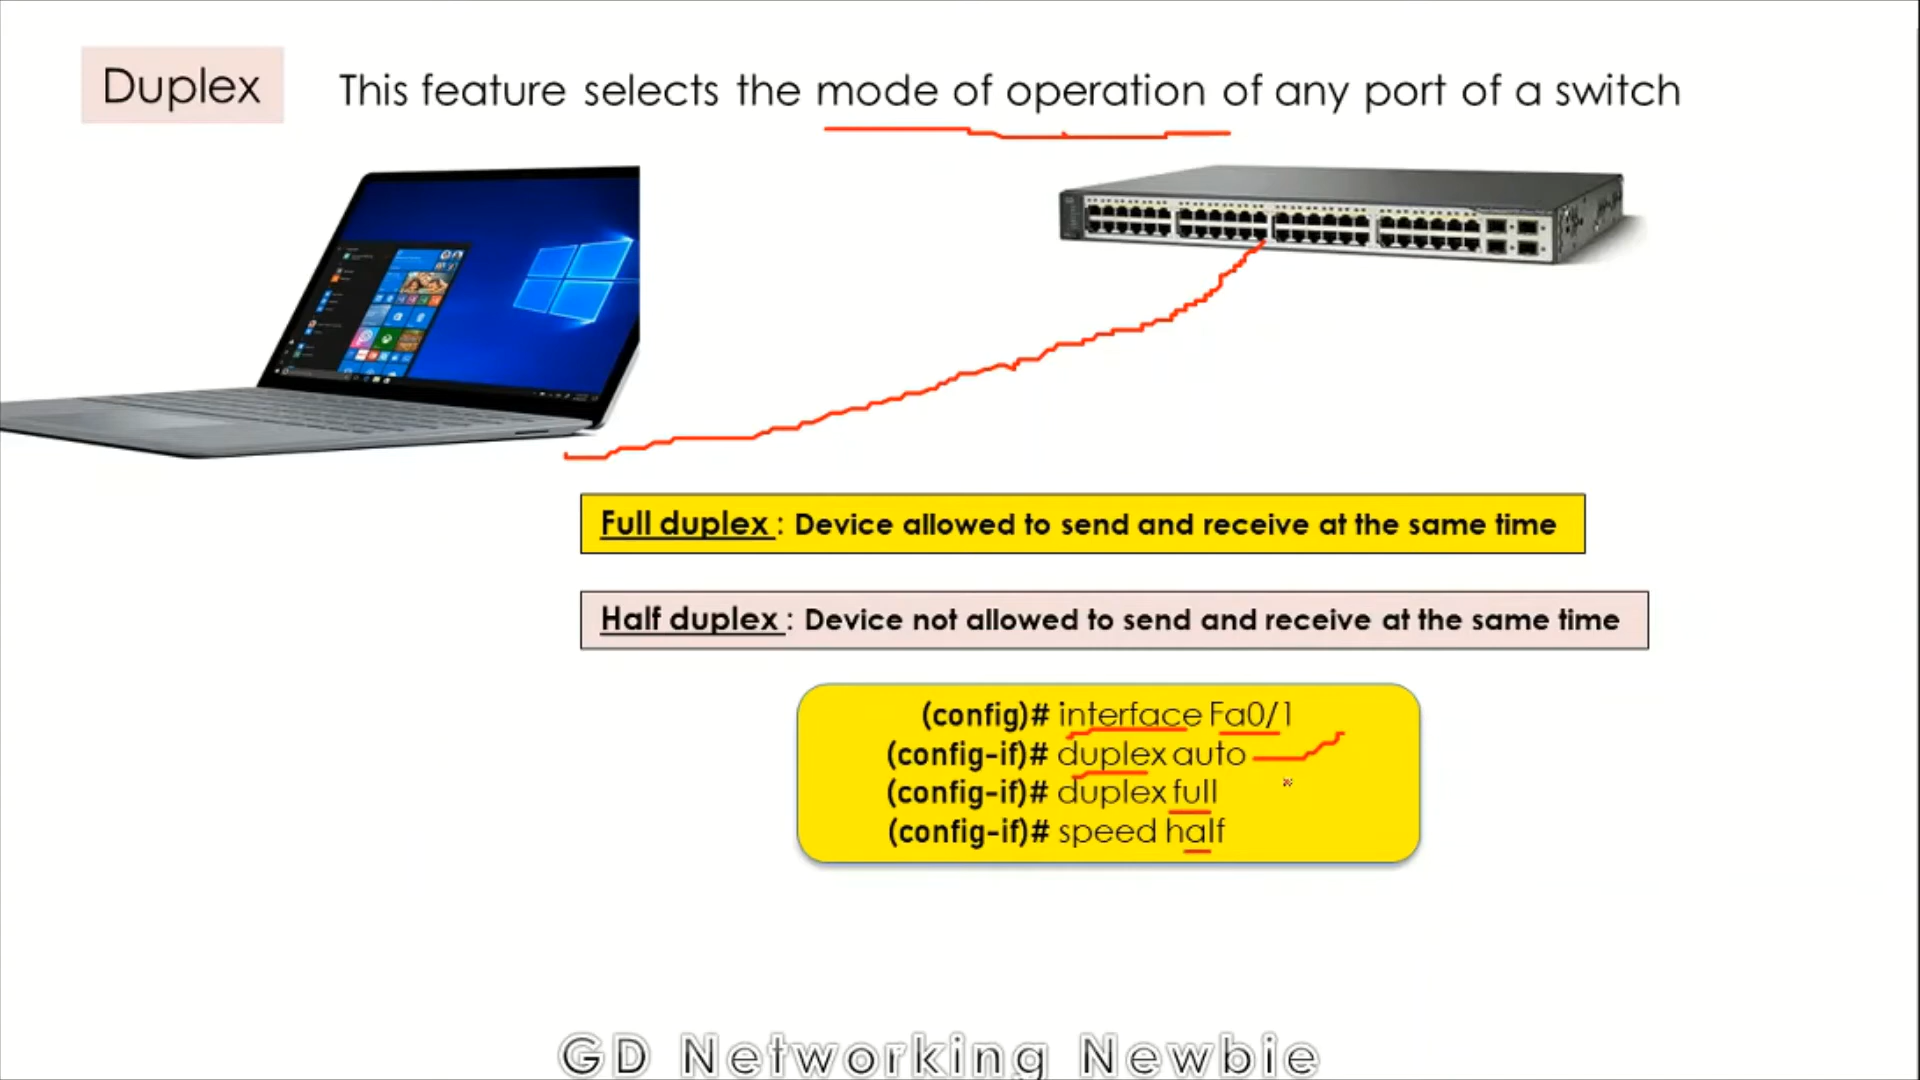 Duplex
This feature selects the mode of operation of any port of a switch
Full duplex : Device allowed to send and receive at the same time
Half duplex : Device not allowed to send and receive at the same time
(config)# interface Fa0/1
(config-if)# duplex auto
(config-if)# duplex full
(config-if)# speed half
GD Networking Newbie